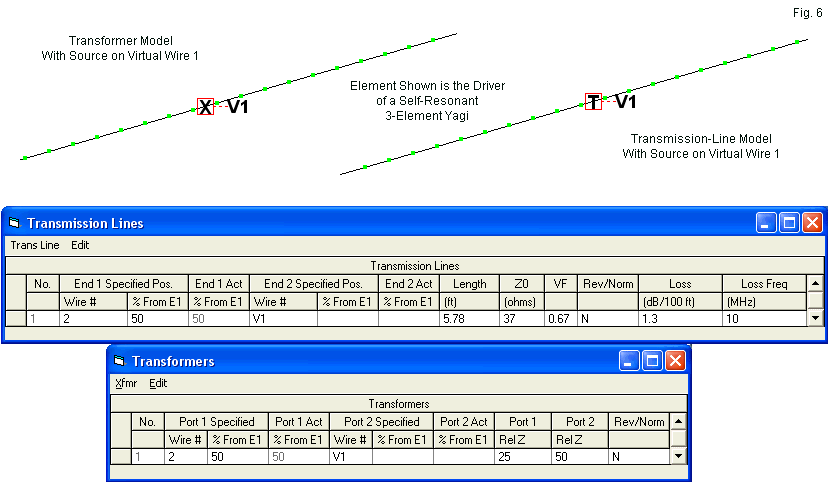 Fig. 6
Transformer Model
With Source on Virtual Wire 1
X V1
Element Shown is the Driver
of a Self-Resonant
3-Element Yagi
T V1
Transmission-Line Model
With Source on Virtual Wire 1
Transmission Lines
Trans Line Edit
Transmission Lines
No. End 1 Specified Pos. End 1 Act End 2 Specified Pos. End 2 Act Length Z0 VF Rev/Norm Loss Loss Freq
Wire # % From E1 % From E1 Wire # % From E1 % From E1 (ft) (ohms) (dB/100 ft) (MHz)
1 2 50 50 V1 5.78 37 0.67 N 1.3 10
Transformers
Xfmr Edit
Transformers
No. Port 1 Specified Port 1 Act Port 2 Specified Port 2 Act Port 1 Port 2 Rev/Norm
Wire # % From E1 % From E1 Wire # % From E1 % From E1 Rel Z Rel Z
1 2 50 50 V1 25 50 N